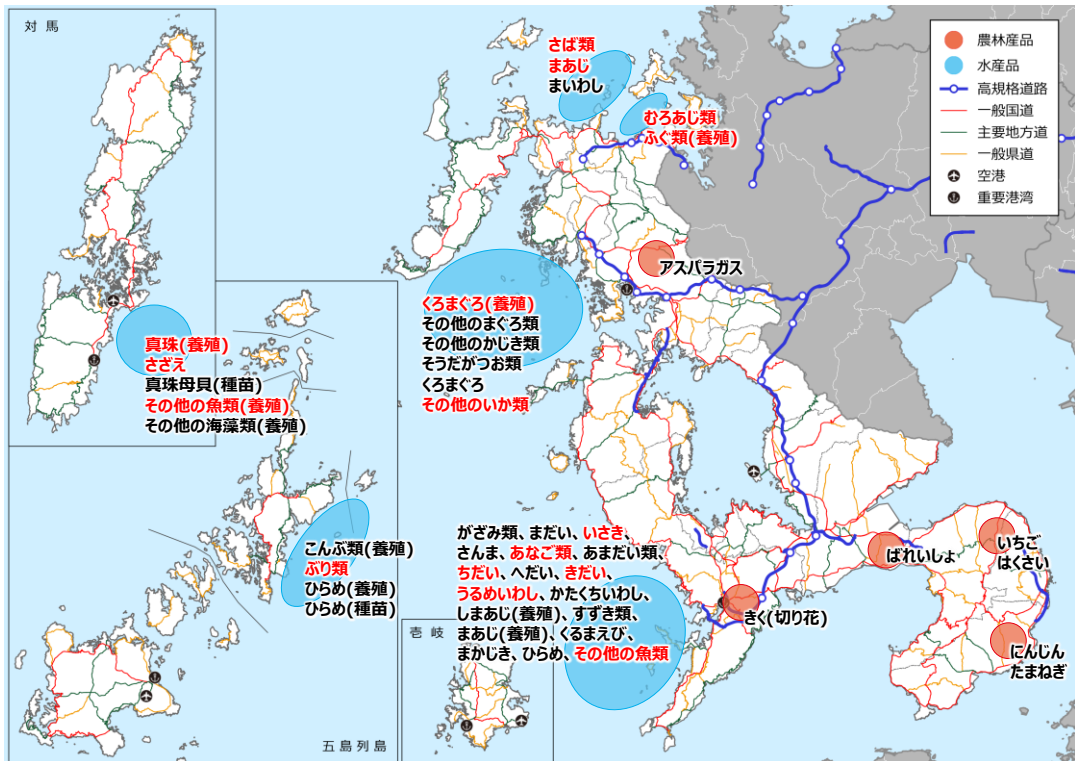 対馬
さば類
まあじ
まいわし
むろあじ類
ふぐ類(養殖)
農林産品
水産品
高規格道路
一般国道
主要地方道
一般県道
空港
重要港湾
アスパラガス
くろまぐろ(養殖)
その他のまぐろ類
その他のかじき類
そうだがつお類
くろまぐろ
その他のいか類
真珠(養殖)
さざえ
真珠母貝(種苗)
その他の魚類(養殖)
その他の海藻類(養殖)
こんぶ類(養殖)
ぶり類
ひらめ(養殖)
ひらめ(種苗)
がざみ類、まだい、いさき、
さんま、あなご類、あまだい類、
ちだい、へだい、きだい、
うるめいわし、かたくちいわし、
しまあじ(養殖)、すずき類、
まあじ(養殖)、くるまえび、
まかじき、ひらめ、その他の魚類
ばれいしょ
いちご
はくさい
きく(切り花)
にんじん
たまねぎ
壱岐
五島列島